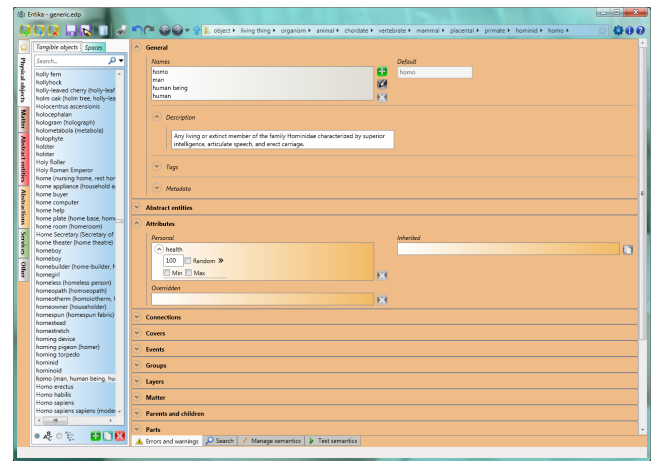 Entika - generic.edp
object ▸ living thing ▸ organism ▸ animal ▸ chordate ▸ vertebrate ▸ mammal ▸ placental ▸ primate ▸ hominid ▸ homo ▸
Tangible objects Spaces
Search...
Physical objects
Matter
Abstract entities
Abstractions
Services
Other
holly fern
hollyhock
holly-leaved cherry (holly-leaf
holm oak (holm tree, holly-lea
Holocentrus ascensionis
holocephalan
hologram (holograph)
holometabola (metabola)
holophyte
holster
holster
Holy Roller
Holy Roman Emperor
home (nursing home, rest hor
home appliance (household a
home buyer
home computer
home help
home plate (home base, home
home room (homeroom)
Home Secretary (Secretary of
home theater (home theatre)
homeboy
homeboy
homebuilder (home-builder, h
homegirl
homeless (homeless person)
homeopath (homoeopath)
homeotherm (homoiotherm, h
homeowner (householder)
homespun (homespun fabric)
homestead
homestretch
homing device
homing pigeon (homer)
homing torpedo
hominid
hominoid
homo (man, human being, hu
Homo erectus
Homo habilis
Homo sapiens
Homo sapiens sapiens (moder
General
Names
homo
man
human being
human
Default
homo
Description
Any living or extinct member of the family Hominidae characterized by superior
intelligence, articulate speech, and erect carriage.
Tags
Metadata
Abstract entities
Attributes
Personal
health
100 Random »
Min Max
Inherited
Overridden
Connections
Covers
Events
Groups
Layers
Matter
Parents and children
Parts
Errors and warnings Search Manage semantics Test semantics